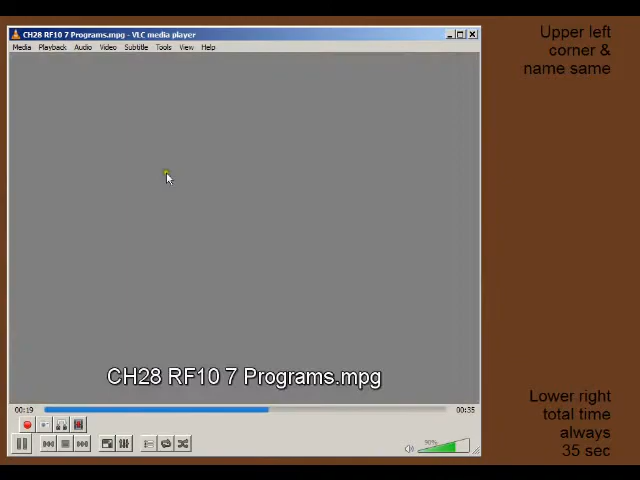 CH28 RF10 7 Programs.mpg - VLC media player
Media Playback Audio Video Subtitle Tools View Help
Upper left
corner &
name same
CH28 RF10 7 Programs.mpg
Lower right
total time
always
35 sec
00:19 00:35
90%